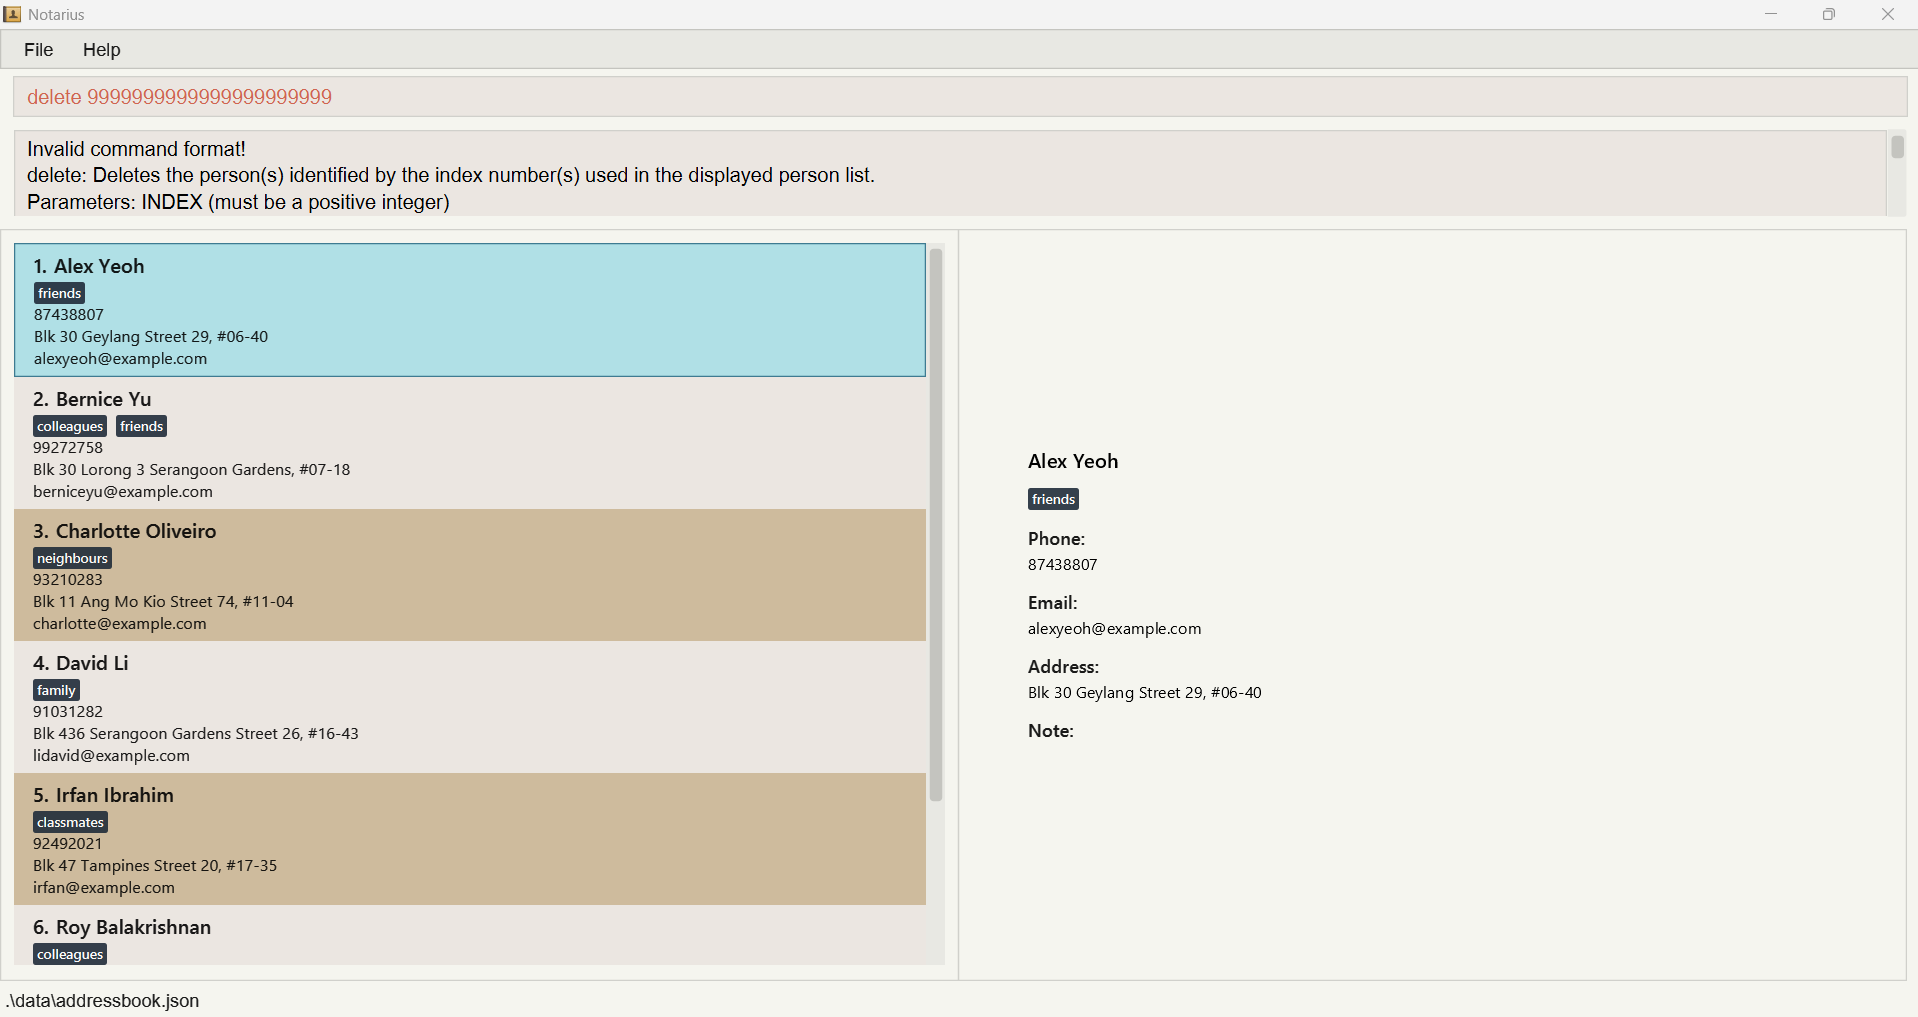 Notarius
File Help
delete 9999999999999999999999
Invalid command format!
delete: Deletes the person(s) identified by the index number(s) used in the displayed person list.
Parameters: INDEX (must be a positive integer)
1. Alex Yeoh
friends
87438807
Blk 30 Geylang Street 29, #06-40
alexyeoh@example.com
2. Bernice Yu
colleagues friends
99272758
Blk 30 Lorong 3 Serangoon Gardens, #07-18
berniceyu@example.com
3. Charlotte Oliveiro
neighbours
93210283
Blk 11 Ang Mo Kio Street 74, #11-04
charlotte@example.com
4. David Li
family
91031282
Blk 436 Serangoon Gardens Street 26, #16-43
lidavid@example.com
5. Irfan Ibrahim
classmates
92492021
Blk 47 Tampines Street 20, #17-35
irfan@example.com
6. Roy Balakrishnan
colleagues
Alex Yeoh
friends
Phone:
87438807
Email:
alexyeoh@example.com
Address:
Blk 30 Geylang Street 29, #06-40
Note:
.\data\addressbook.json